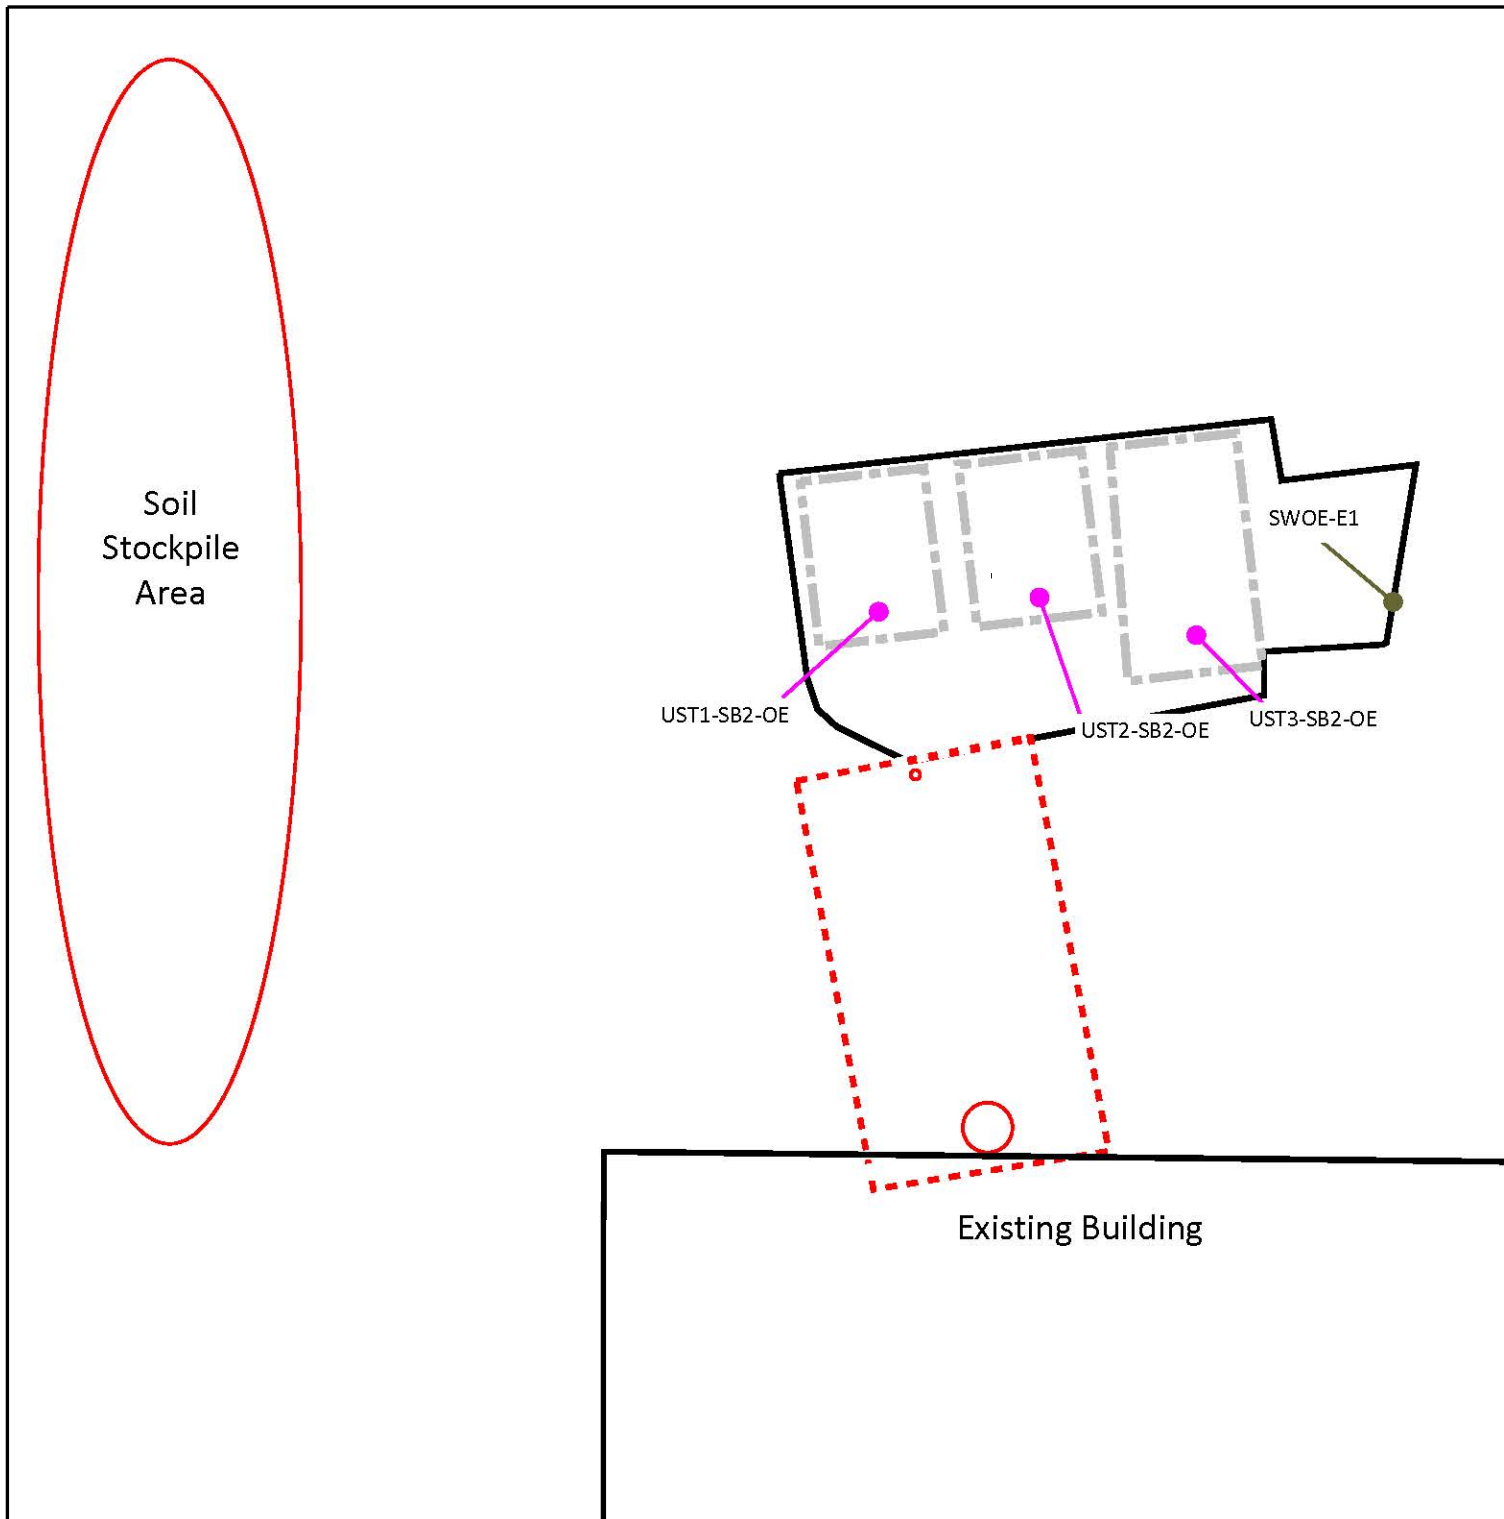 Soil
Stockpile
Area
SWOE-E1
UST1-SB2-OE
UST2-SB2-OE
UST3-SB2-OE
Existing Building